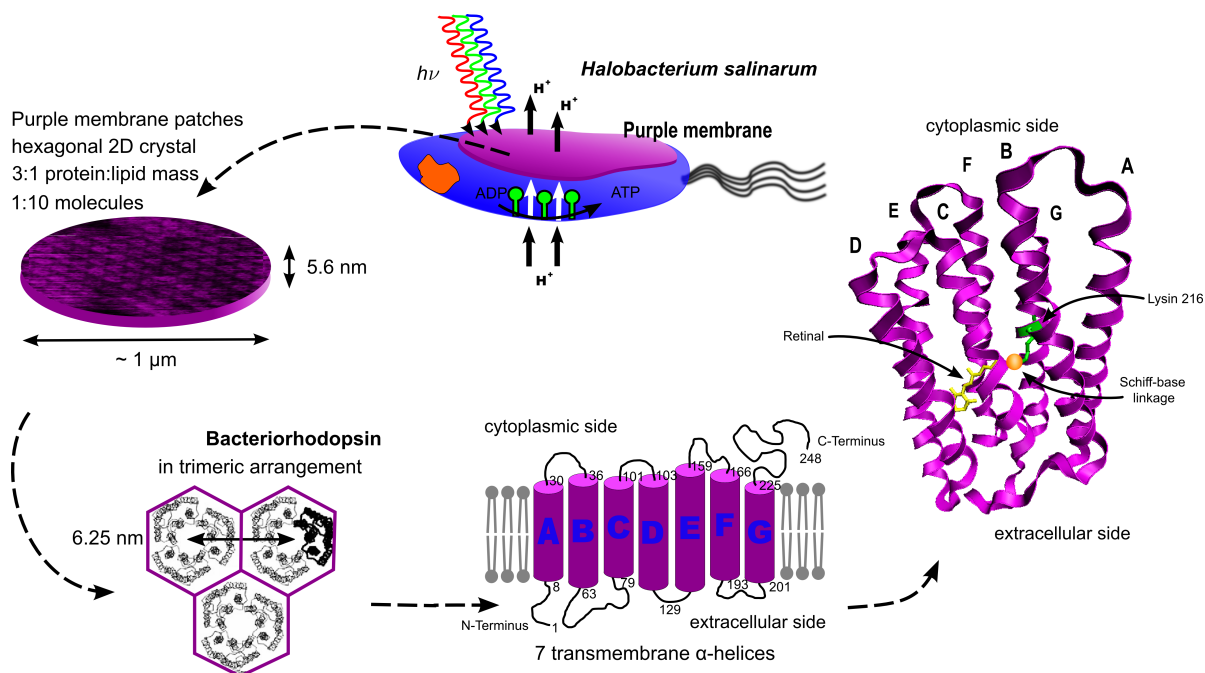 hν
Halobacterium salinarum
H+
H+
Purple membrane
ADP
ATP
H+
Purple membrane patches
hexagonal 2D crystal
3:1 protein:lipid mass
1:10 molecules
5.6 nm
~ 1 µm
Bacteriorhodopsin
in trimeric arrangement
6.25 nm
cytoplasmic side
C-Terminus
248
30
36
101
103
159
166
225
A
B
C
D
E
F
G
8
63
79
129
193
201
N-Terminus
1
extracellular side
7 transmembrane α-helices
cytoplasmic side
B
A
F
E
C
G
D
Lysin 216
Retinal
Schiff-base
linkage
extracellular side